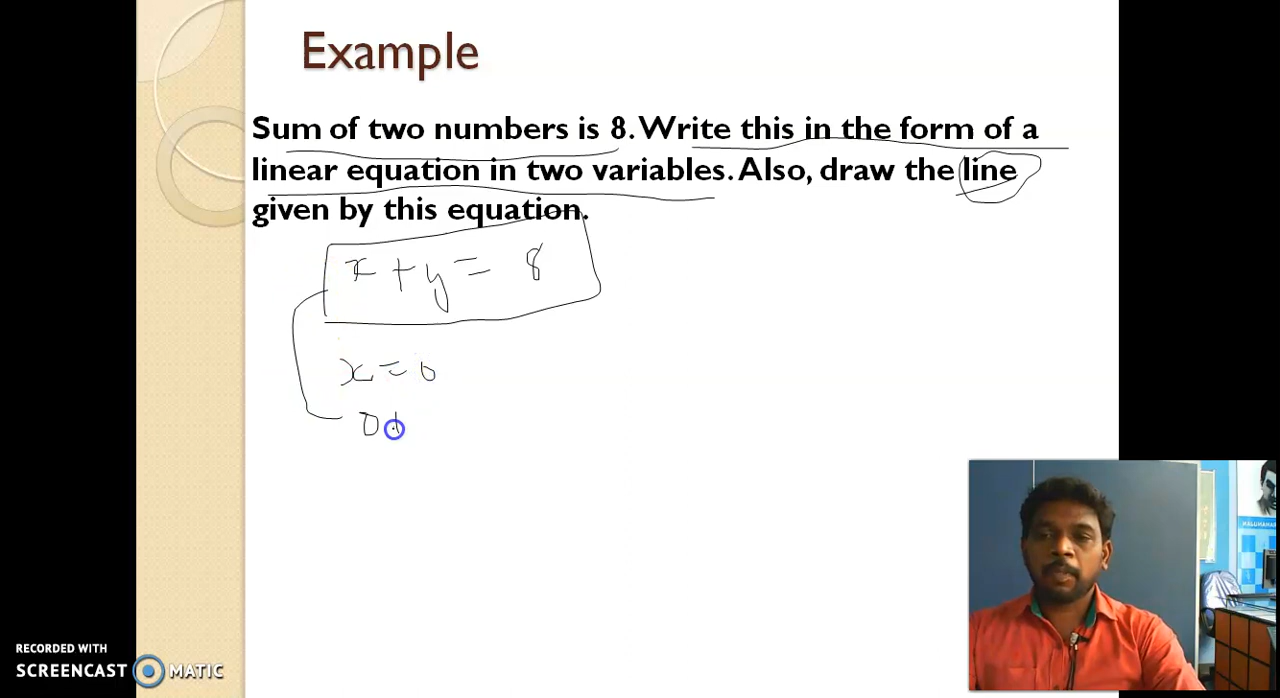 Example
Sum of two numbers is 8. Write this in the form of a
linear equation in two variables. Also, draw the line
given by this equation.
x + y = 8
x = 0
0 +
RECORDED WITH
SCREENCAST MATIC